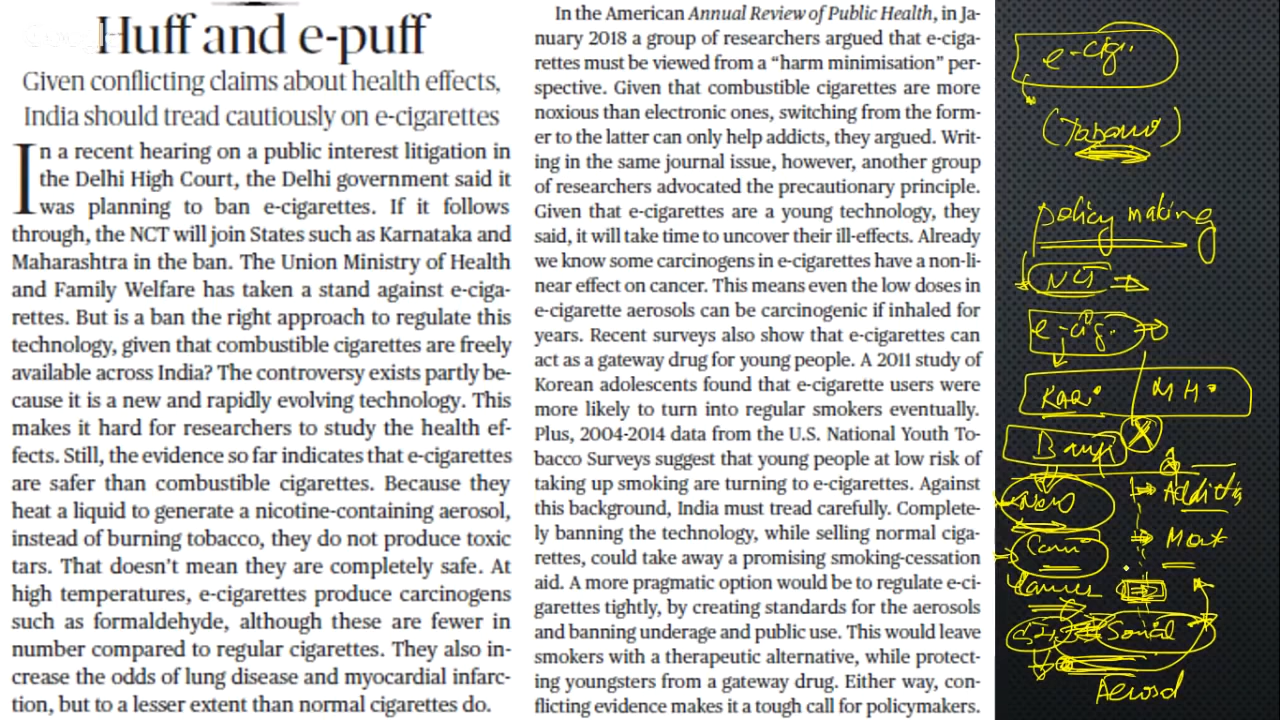 Huff and e-puff
Given conflicting claims about health effects,
India should tread cautiously on e-cigarettes
In a recent hearing on a public interest litigation in
the Delhi High Court, the Delhi government said it
was planning to ban e-cigarettes. If it follows
through, the NCT will join States such as Karnataka and
Maharashtra in the ban. The Union Ministry of Health
and Family Welfare has taken a stand against e-ciga-
rettes. But is a ban the right approach to regulate this
technology, given that combustible cigarettes are freely
available across India? The controversy exists partly be-
cause it is a new and rapidly evolving technology. This
makes it hard for researchers to study the health ef-
fects. Still, the evidence so far indicates that e-cigarettes
are safer than combustible cigarettes. Because they
heat a liquid to generate a nicotine-containing aerosol,
instead of burning tobacco, they do not produce toxic
tars. That doesn't mean they are completely safe. At
high temperatures, e-cigarettes produce carcinogens
such as formaldehyde, although these are fewer in
number compared to regular cigarettes. They also in-
crease the odds of lung disease and myocardial infarc-
tion, but to a lesser extent than normal cigarettes do.
In the American Annual Review of Public Health, in Ja-
nuary 2018 a group of researchers argued that e-ciga-
rettes must be viewed from a “harm minimisation” per-
spective. Given that combustible cigarettes are more
noxious than electronic ones, switching from the form-
er to the latter can only help addicts, they argued. Writ-
ing in the same journal issue, however, another group
of researchers advocated the precautionary principle.
Given that e-cigarettes are a young technology, they
said, it will take time to uncover their ill-effects. Already
we know some carcinogens in e-cigarettes have a non-li-
near effect on cancer. This means even the low doses in
e-cigarette aerosols can be carcinogenic if inhaled for
years. Recent surveys also show that e-cigarettes can
act as a gateway drug for young people. A 2011 study of
Korean adolescents found that e-cigarette users were
more likely to turn into regular smokers eventually.
Plus, 2004-2014 data from the U.S. National Youth To-
bacco Surveys suggest that young people at low risk of
taking up smoking are turning to e-cigarettes. Against
this background, India must tread carefully. Complete-
ly banning the technology, while selling normal ciga-
rettes, could take away a promising smoking-cessation
aid. A more pragmatic option would be to regulate e-ci-
garettes tightly, by creating standards for the aerosols
and banning underage and public use. This would leave
smokers with a therapeutic alternative, while protect-
ing youngsters from a gateway drug. Either way, con-
flicting evidence makes it a tough call for policymakers.
e-cig.
policy making
NCT
e-cig.
KAR MH
Social
Aerosol